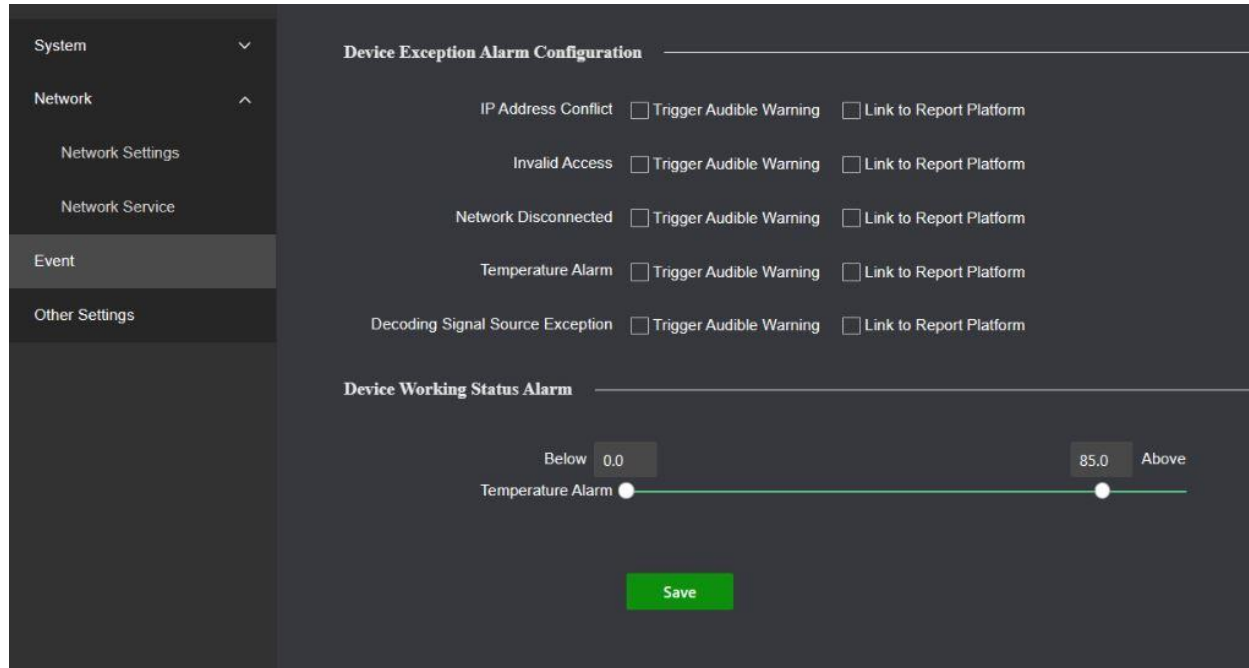 System
Network
Network Settings
Network Service
Event
Other Settings
Device Exception Alarm Configuration
IP Address Conflict Trigger Audible Warning Link to Report Platform
Invalid Access Trigger Audible Warning Link to Report Platform
Network Disconnected Trigger Audible Warning Link to Report Platform
Temperature Alarm Trigger Audible Warning Link to Report Platform
Decoding Signal Source Exception Trigger Audible Warning Link to Report Platform
Device Working Status Alarm
Below 0.0 85.0 Above
Temperature Alarm
Save